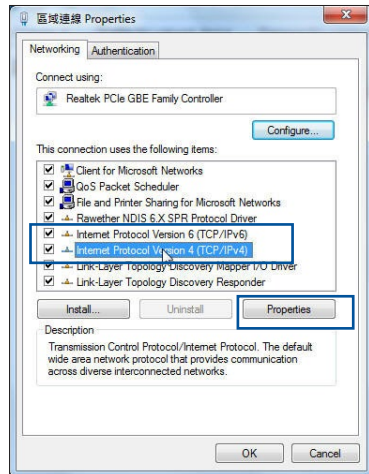 區域連線 Properties
Networking Authentication
Connect using:
Realtek PCIe GBE Family Controller
Configure...
This connection uses the following items:
Client for Microsoft Networks
QoS Packet Scheduler
File and Printer Sharing for Microsoft Networks
Rawether NDIS 6.X SPR Protocol Driver
Internet Protocol Version 6 (TCP/IPv6)
Internet Protocol Version 4 (TCP/IPv4)
Link-Layer Topology Discovery Mapper I/O Driver
Link-Layer Topology Discovery Responder
Install... Uninstall Properties
Description
Transmission Control Protocol/Internet Protocol. The default
wide area network protocol that provides communication
across diverse interconnected networks.
OK Cancel